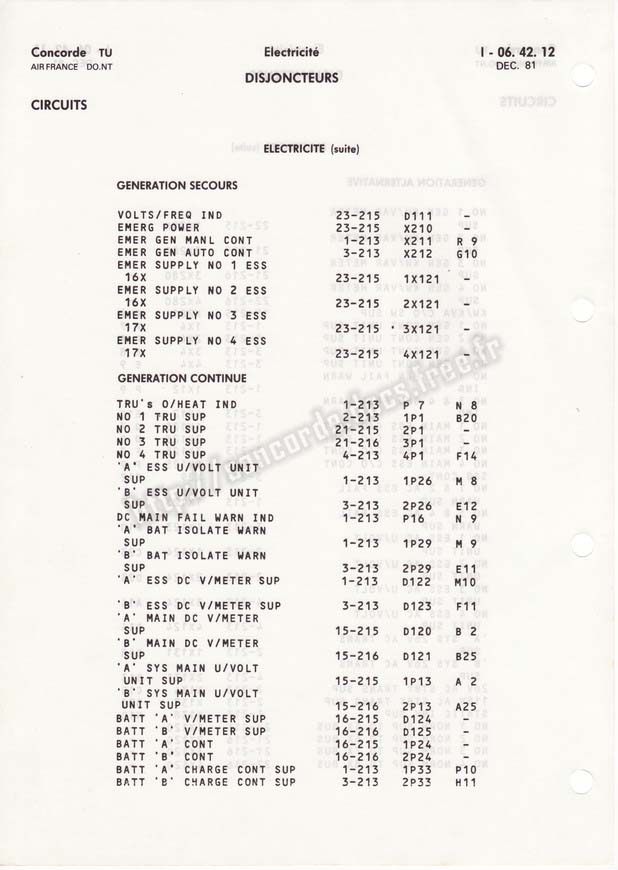 Concorde TU Electricité I - 06. 42. 12
AIR FRANCE DO.NT DISJONCTEURS DEC. 81
CIRCUITS
ELECTRICITE (suite)
GENERATION SECOURS
VOLTS/FREQ IND 23-215 D111 -
EMERG POWER 23-215 X210 -
EMER GEN MANL CONT 1-213 X211 R 9
EMER GEN AUTO CONT 3-213 X212 G10
EMER SUPPLY NO 1 ESS
16X 23-215 1X121 -
EMER SUPPLY NO 2 ESS
16X 23-215 2X121 -
EMER SUPPLY NO 3 ESS
17X 23-215 3X121 -
EMER SUPPLY NO 4 ESS
17X 23-215 4X121 -
GENERATION CONTINUE
TRU's O/HEAT IND 1-213 P 7 N 8
NO 1 TRU SUP 2-213 1P1 B20
NO 2 TRU SUP 21-215 2P1 -
NO 3 TRU SUP 21-216 3P1 -
NO 4 TRU SUP 4-213 4P1 F14
'A' ESS U/VOLT UNIT
SUP 1-213 1P26 M 8
'B' ESS U/VOLT UNIT
SUP 3-213 2P26 E12
DC MAIN FAIL WARN IND 1-213 P16 N 9
'A' BAT ISOLATE WARN
SUP 1-213 1P29 M 9
'B' BAT ISOLATE WARN
SUP 3-213 2P29 E11
'A' ESS DC V/METER SUP 1-213 D122 M10
'B' ESS DC V/METER SUP 3-213 D123 F11
'A' MAIN DC V/METER
SUP 15-215 D120 B 2
'B' MAIN DC V/METER
SUP 15-216 D121 B25
'A' SYS MAIN U/VOLT
UNIT SUP 15-215 1P13 A 2
'B' SYS MAIN U/VOLT
UNIT SUP 15-216 2P13 A25
BATT 'A' V/METER SUP 16-215 D124 -
BATT 'B' V/METER SUP 16-216 D125 -
BATT 'A' CONT 16-215 1P24 -
BATT 'B' CONT 16-216 2P24 -
BATT 'A' CHARGE CONT SUP 1-213 1P33 P10
BATT 'B' CHARGE CONT SUP 3-213 2P33 H11
http://concordedocs.free.fr